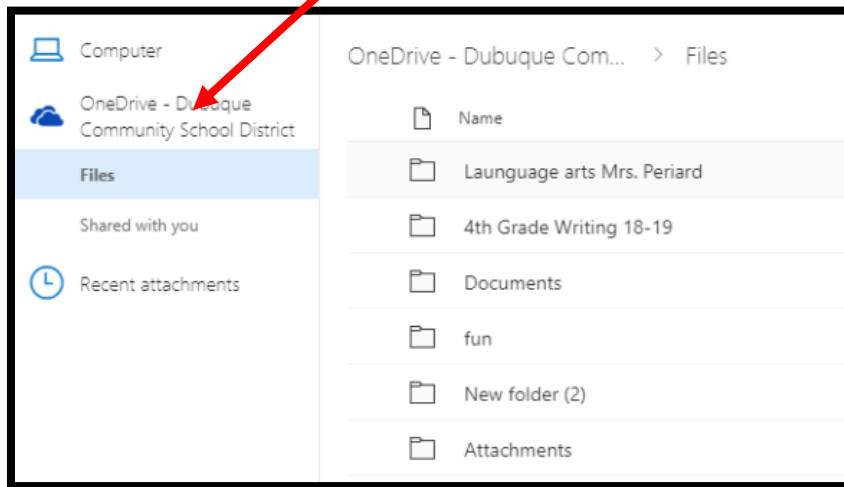 Computer
OneDrive - Dubuque
Community School District
Files
Shared with you
Recent attachments
OneDrive - Dubuque Com... > Files
Name
Launguage arts Mrs. Periard
4th Grade Writing 18-19
Documents
fun
New folder (2)
Attachments